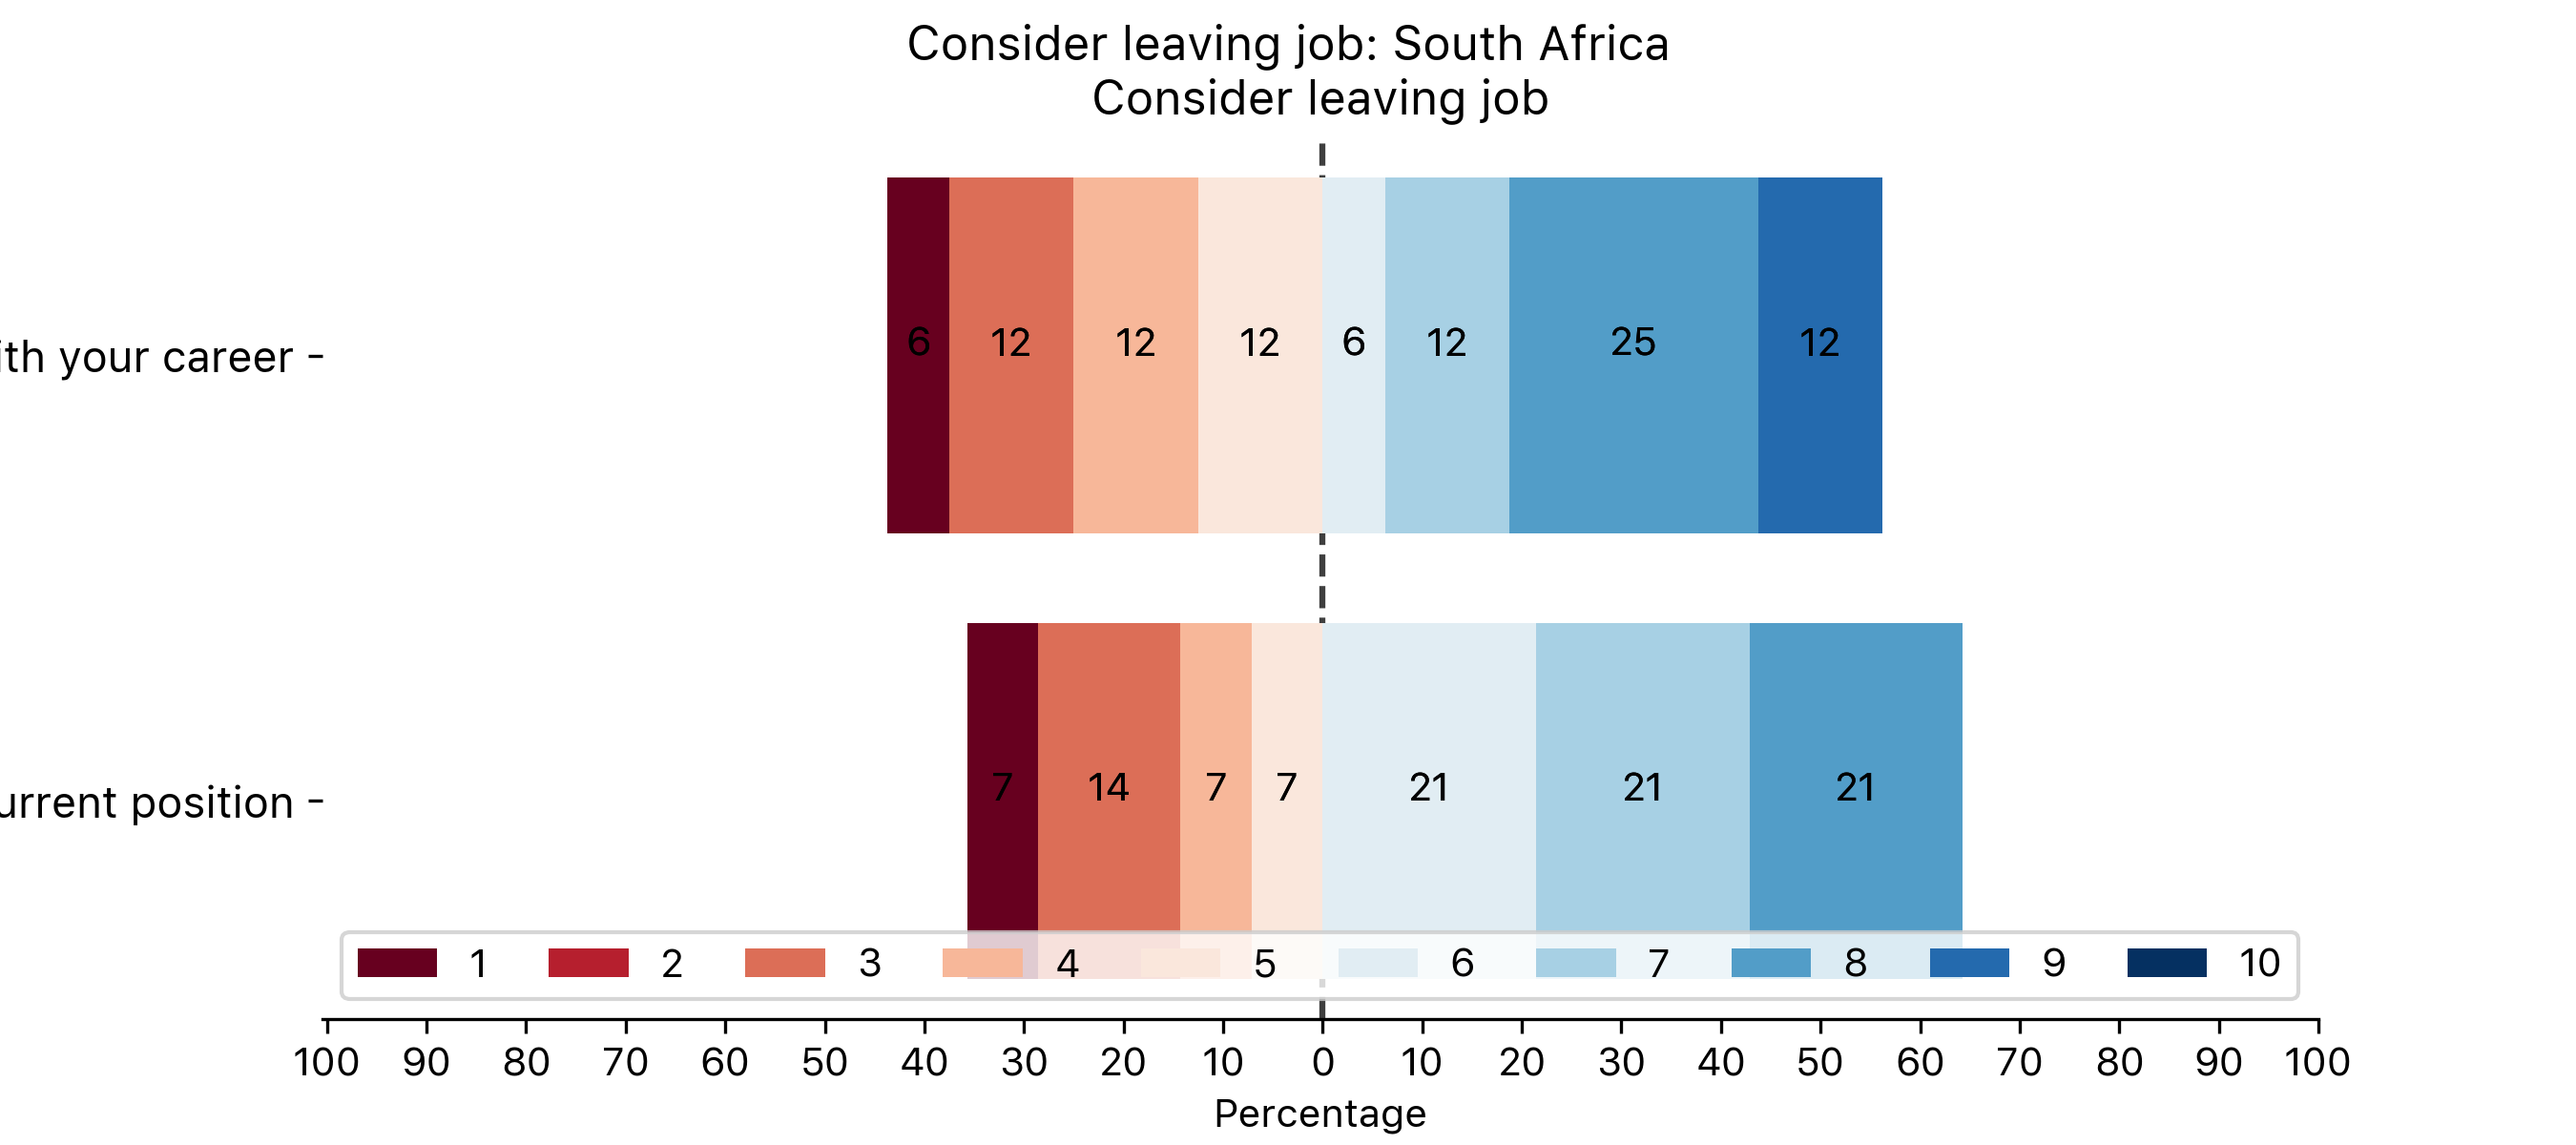 Consider leaving job: South Africa
Consider leaving job
ith your career
6 12 12 12 6 12 25 12
urrent position
7 14 7 7 21 21 21
1 2 3 4 5 6 7 8 9 10
100 90 80 70 60 50 40 30 20 10 0 10 20 30 40 50 60 70 80 90 100
Percentage